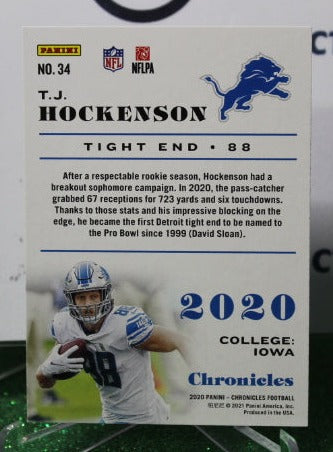 PANINI
NFL
NFLPA
NO. 34
T.J.
HOCKENSON
TIGHT END • 88
After a respectable rookie season, Hockenson had a
breakout sophomore campaign. In 2020, the pass-catcher
grabbed 67 receptions for 723 yards and six touchdowns.
Thanks to those stats and his impressive blocking on the
edge, he became the first Detroit tight end to be named to
the Pro Bowl since 1999 (David Sloan).
2020
COLLEGE:
IOWA
88
Chronicles
2020 PANINI - CHRONICLES FOOTBALL
© 2021 Panini America, Inc.
Produced in the USA.